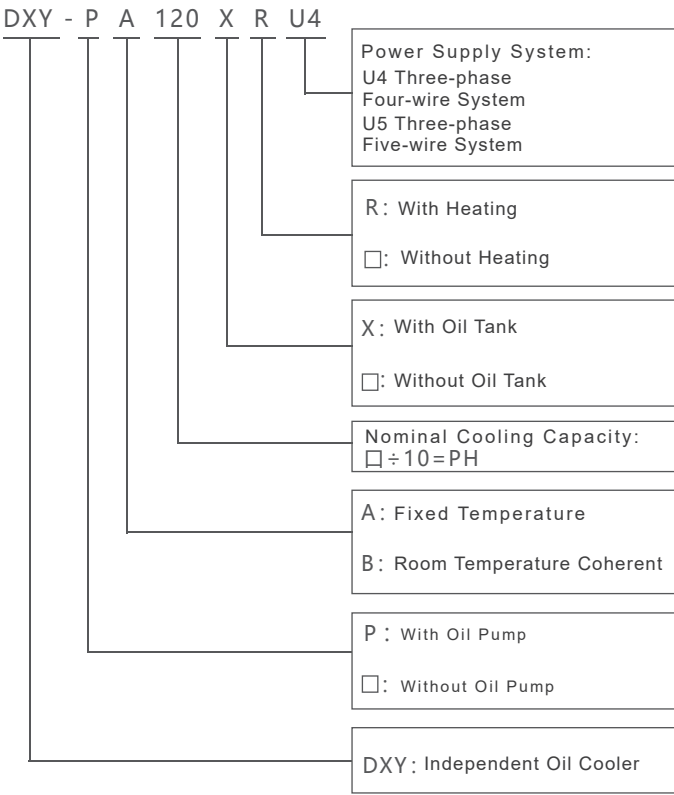 DXY - P A 120 X R U4
Power Supply System:
U4 Three-phase
Four-wire System
U5 Three-phase
Five-wire System
R: With Heating
□: Without Heating
X: With Oil Tank
□: Without Oil Tank
Nominal Cooling Capacity:
口÷10=PH
A: Fixed Temperature
B: Room Temperature Coherent
P: With Oil Pump
□: Without Oil Pump
DXY: Independent Oil Cooler